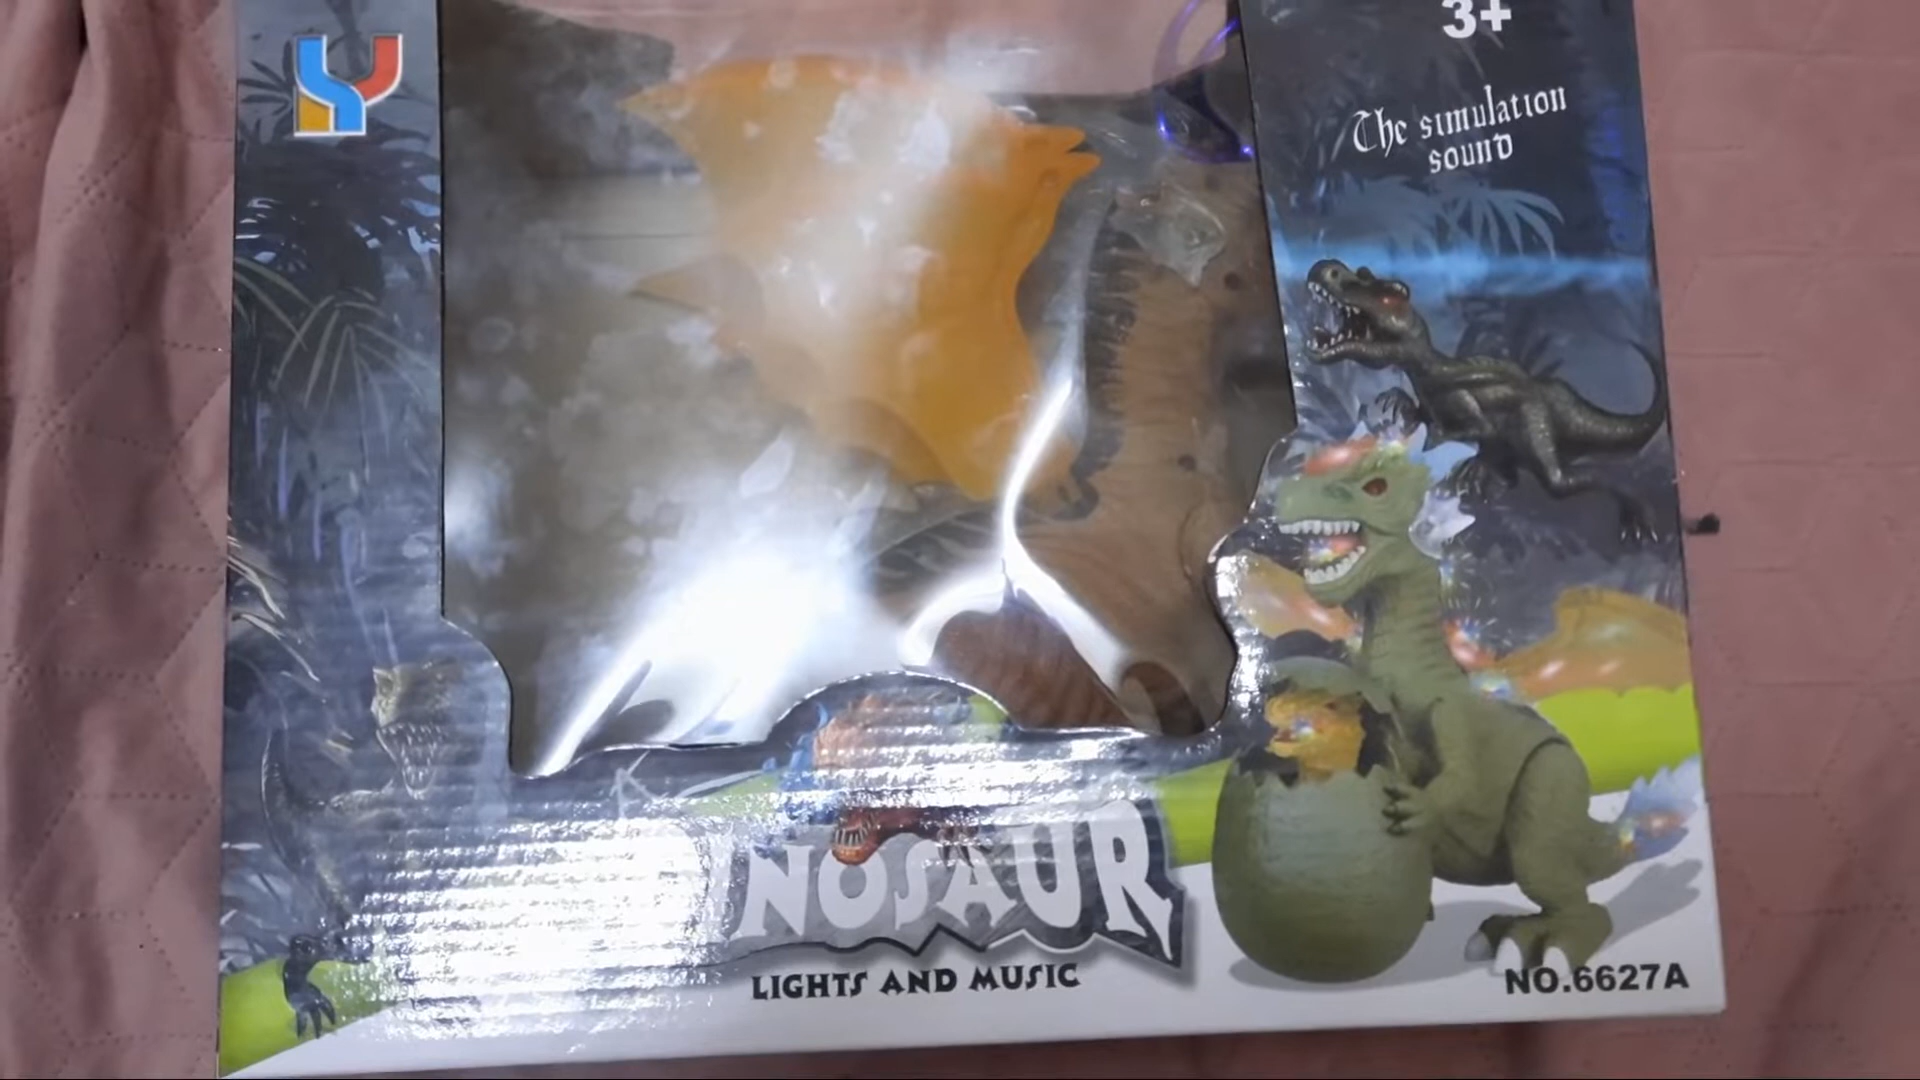 3+
The simulation
sound
NOSAUR
LIGHTS AND MUSIC
NO.6627A